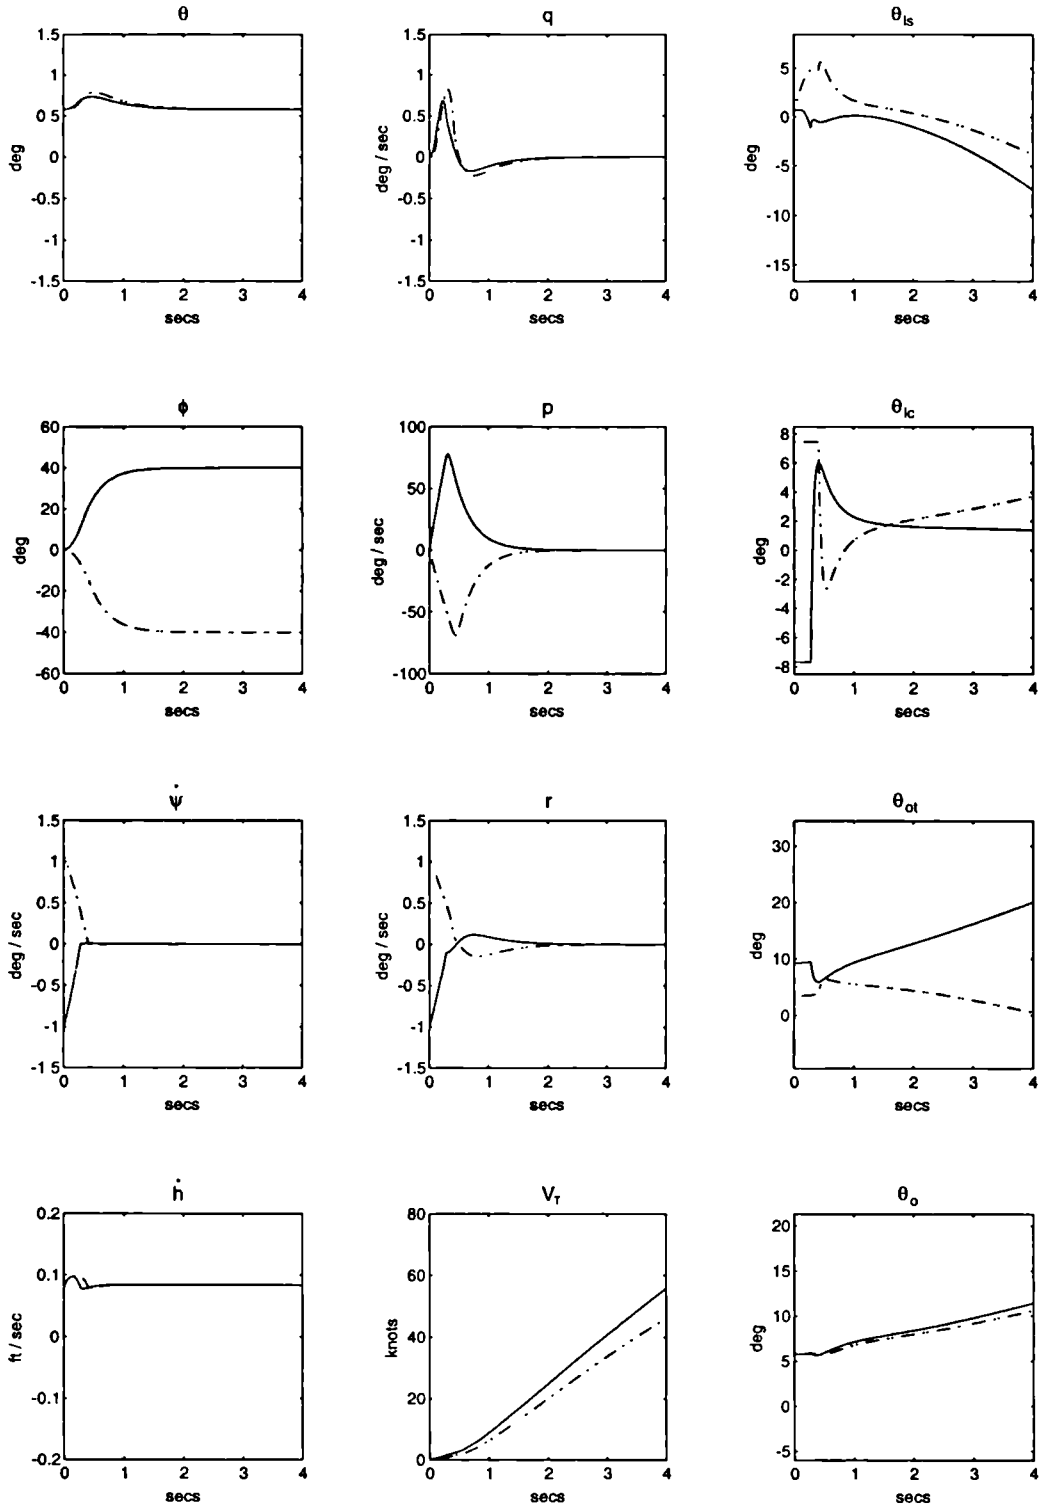 θ
1.5
1
0.5
0
-0.5
-1
-1.5
deg
0 1 2 3 4
secs
q
1.5
1
0.5
0
-0.5
-1
-1.5
deg / sec
0 1 2 3 4
secs
θls
5
0
-5
-10
-15
deg
0 1 2 3 4
secs
ϕ
60
40
20
0
-20
-40
-60
deg
0 1 2 3 4
secs
p
100
50
0
-50
-100
deg / sec
0 1 2 3 4
secs
θlc
8
6
4
2
0
-2
-4
-6
-8
deg
0 1 2 3 4
secs
ψ̇
1.5
1
0.5
0
-0.5
-1
-1.5
deg / sec
0 1 2 3 4
secs
r
1.5
1
0.5
0
-0.5
-1
-1.5
deg / sec
0 1 2 3 4
secs
θot
30
20
10
0
deg
0 1 2 3 4
secs
ḣ
0.2
0.1
0
-0.1
-0.2
ft / sec
0 1 2 3 4
secs
VT
80
60
40
20
0
knots
0 1 2 3 4
secs
θo
20
15
10
5
0
-5
deg
0 1 2 3 4
secs